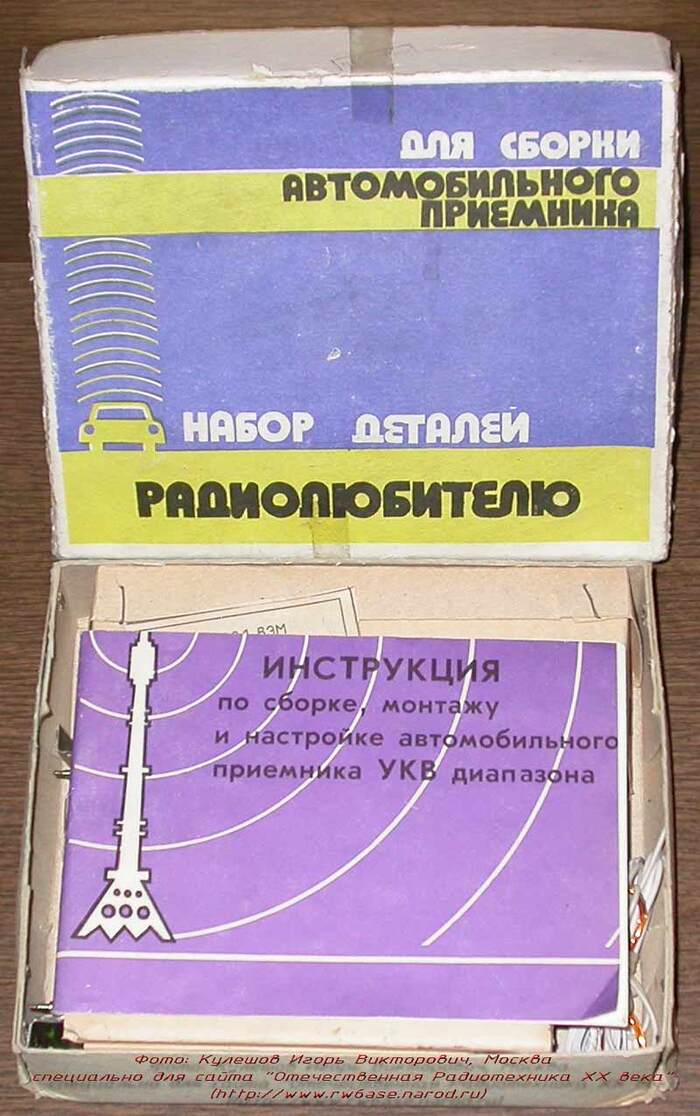 ДЛЯ СБОРКИ
АВТОМОБИЛЬНОГО
ПРИЕМНИКА
НАБОР ДЕТАЛЕЙ
РАДИОЛЮБИТЕЛЮ
ВЭМ
ИНСТРУКЦИЯ
по сборке, монтажу
и настройке автомобильного
приемника УКВ диапазона
Фото: Кулешов Игорь Викторович, Москва
специально для сайта "Отечественная Радиотехника XX века"
(http://www.rw6ase.narod.ru)